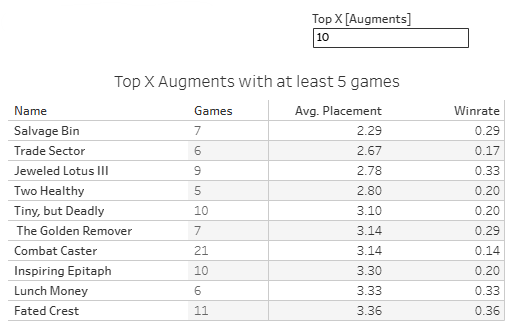 Top X [Augments]
10
Top X Augments with at least 5 games
Name Games Avg. Placement Winrate
Salvage Bin 7 2.29 0.29
Trade Sector 6 2.67 0.17
Jeweled Lotus III 9 2.78 0.33
Two Healthy 5 2.80 0.20
Tiny, but Deadly 10 3.10 0.20
The Golden Remover 7 3.14 0.29
Combat Caster 21 3.14 0.14
Inspiring Epitaph 10 3.30 0.20
Lunch Money 6 3.33 0.33
Fated Crest 11 3.36 0.36